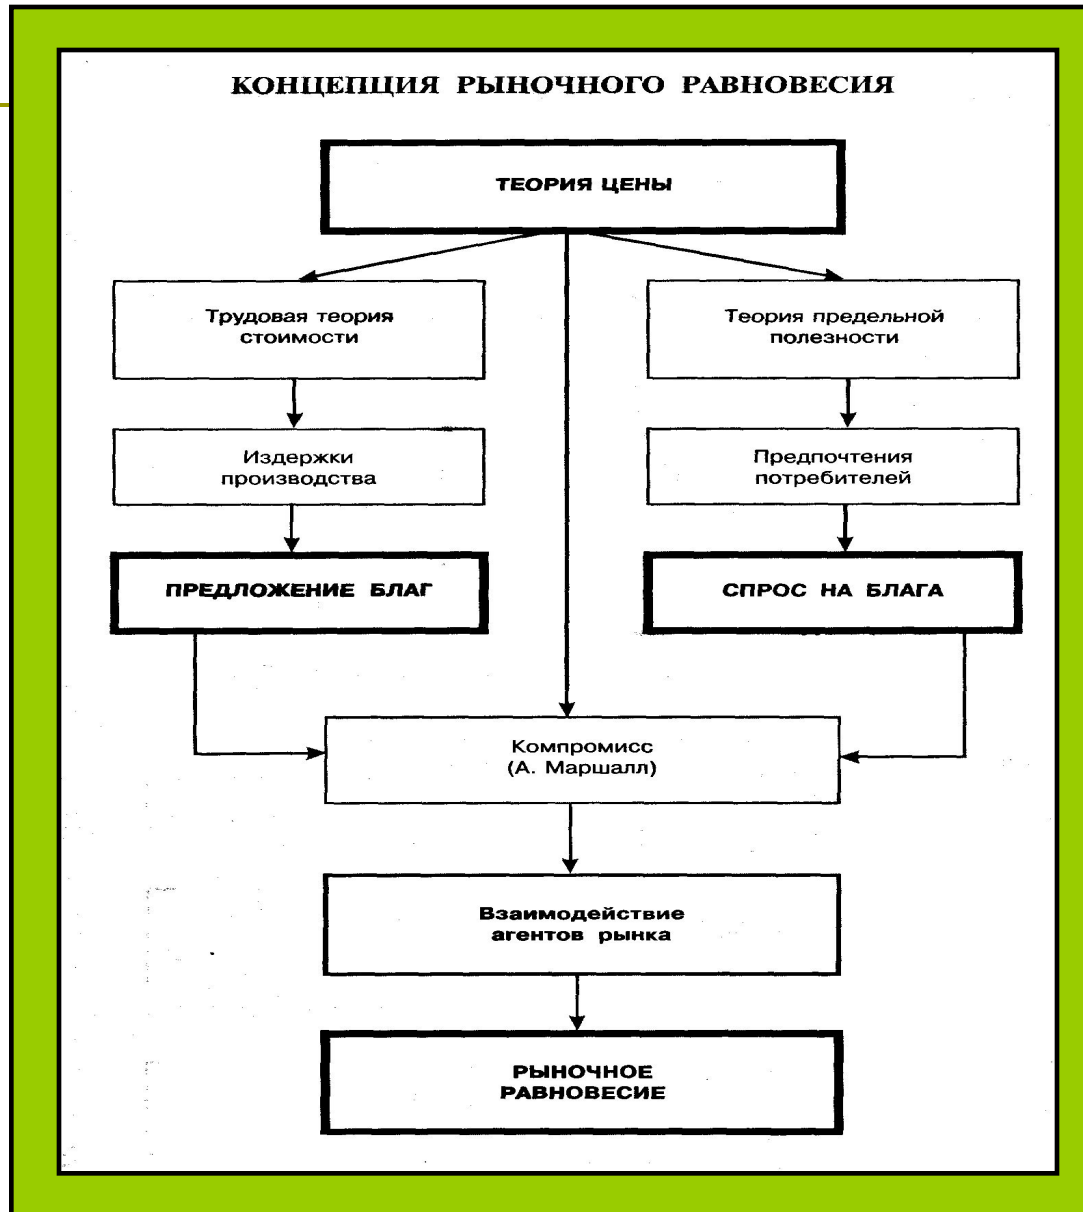 КОНЦЕПЦИЯ РЫНОЧНОГО РАВНОВЕСИЯ
ТЕОРИЯ ЦЕНЫ
Трудовая теория
стоимости
Теория предельной
полезности
Издержки
производства
Предпочтения
потребителей
ПРЕДЛОЖЕНИЕ БЛАГ
СПРОС НА БЛАГА
Компромисс
(А. Маршалл)
Взаимодействие
агентов рынка
РЫНОЧНОЕ
РАВНОВЕСИЕ